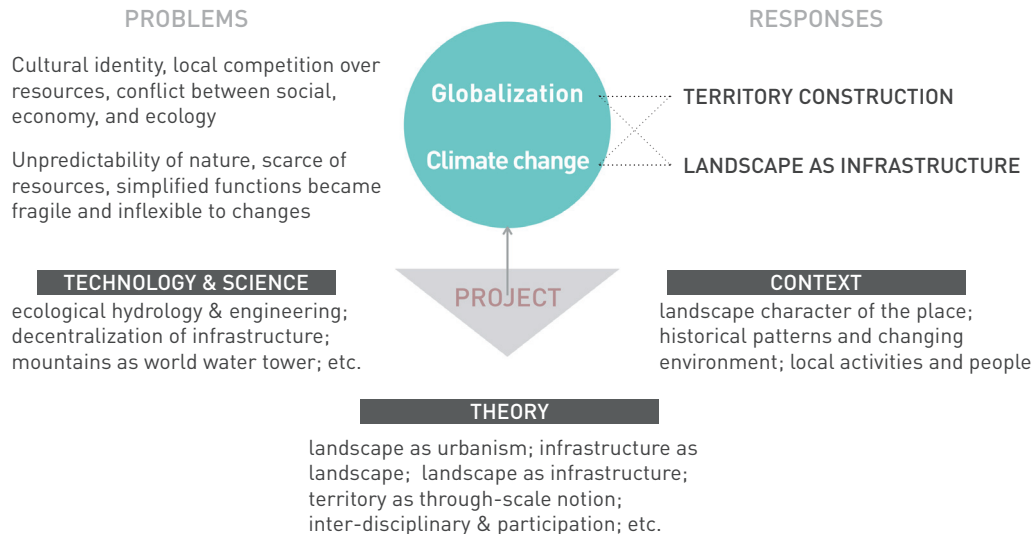 PROBLEMS
RESPONSES
Cultural identity, local competition over
resources, conflict between social,
economy, and ecology
Unpredictability of nature, scarce of
resources, simplified functions became
fragile and inflexible to changes
Globalization
Climate change
TERRITORY CONSTRUCTION
LANDSCAPE AS INFRASTRUCTURE
PROJECT
TECHNOLOGY & SCIENCE
ecological hydrology & engineering;
decentralization of infrastructure;
mountains as world water tower; etc.
CONTEXT
landscape character of the place;
historical patterns and changing
environment; local activities and people
THEORY
landscape as urbanism; infrastructure as
landscape;  landscape as infrastructure;
territory as through-scale notion;
inter-disciplinary & participation; etc.